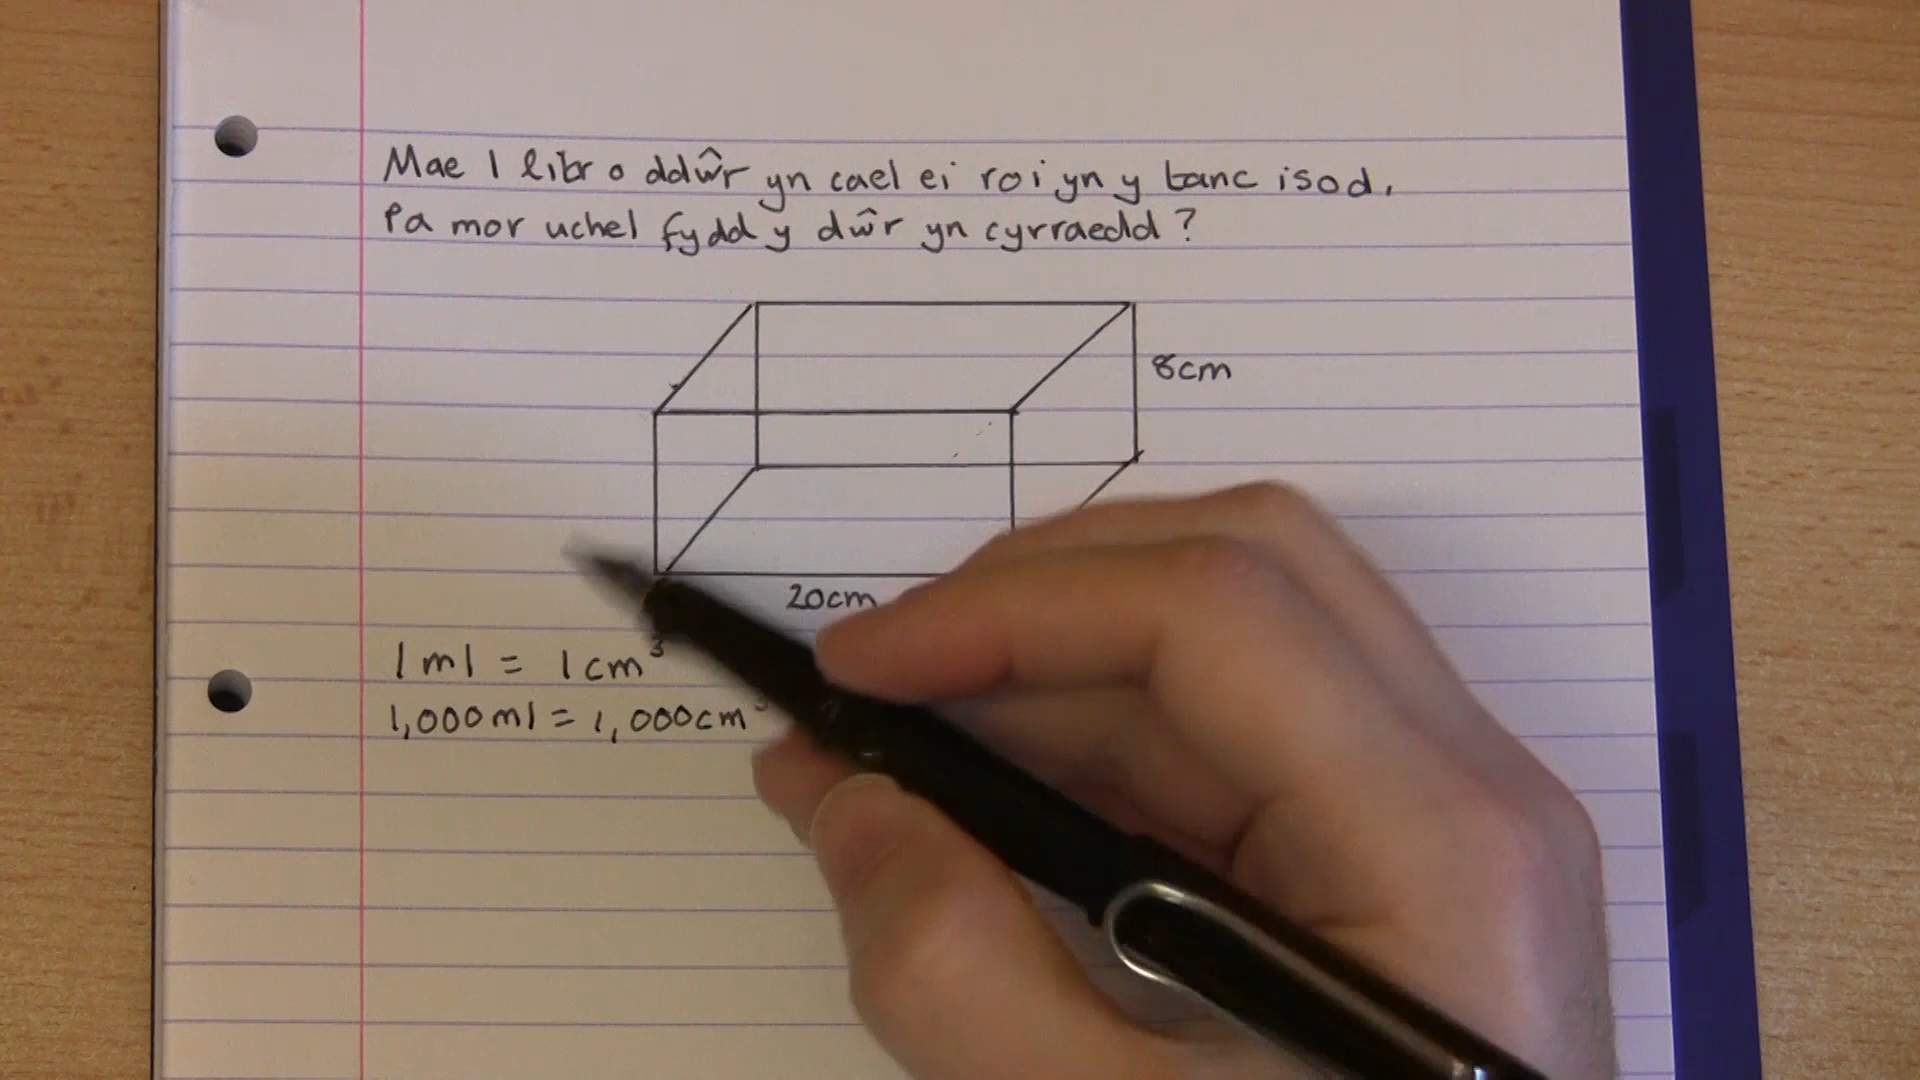 Mae 1 litr o ddŵr yn cael ei roi yn y tanc isod.
Pa mor uchel fydd y dŵr yn cyrraedd?
8cm
20cm
1ml = 1cm³
1,000ml = 1,000cm³